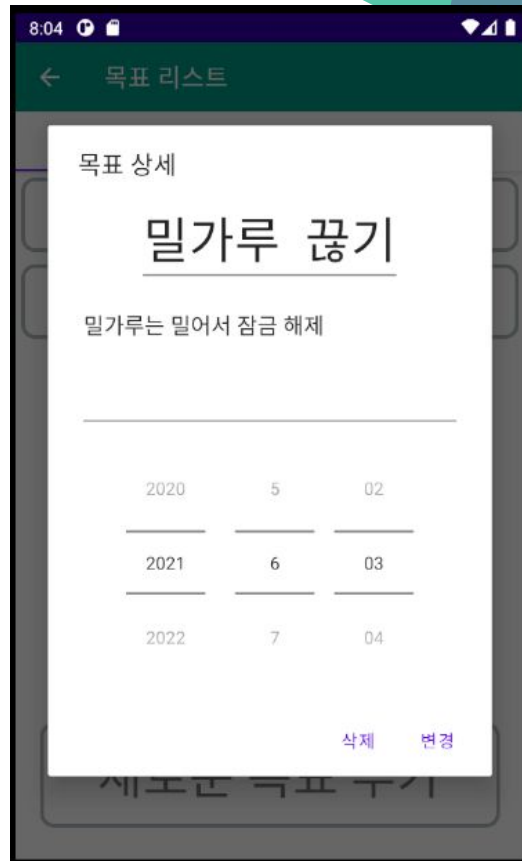 8:04
목표 리스트
목표 상세
밀가루 끊기
밀가루는 밀어서 잠금 해제
2020 5 02
2021 6 03
2022 7 04
삭제 변경